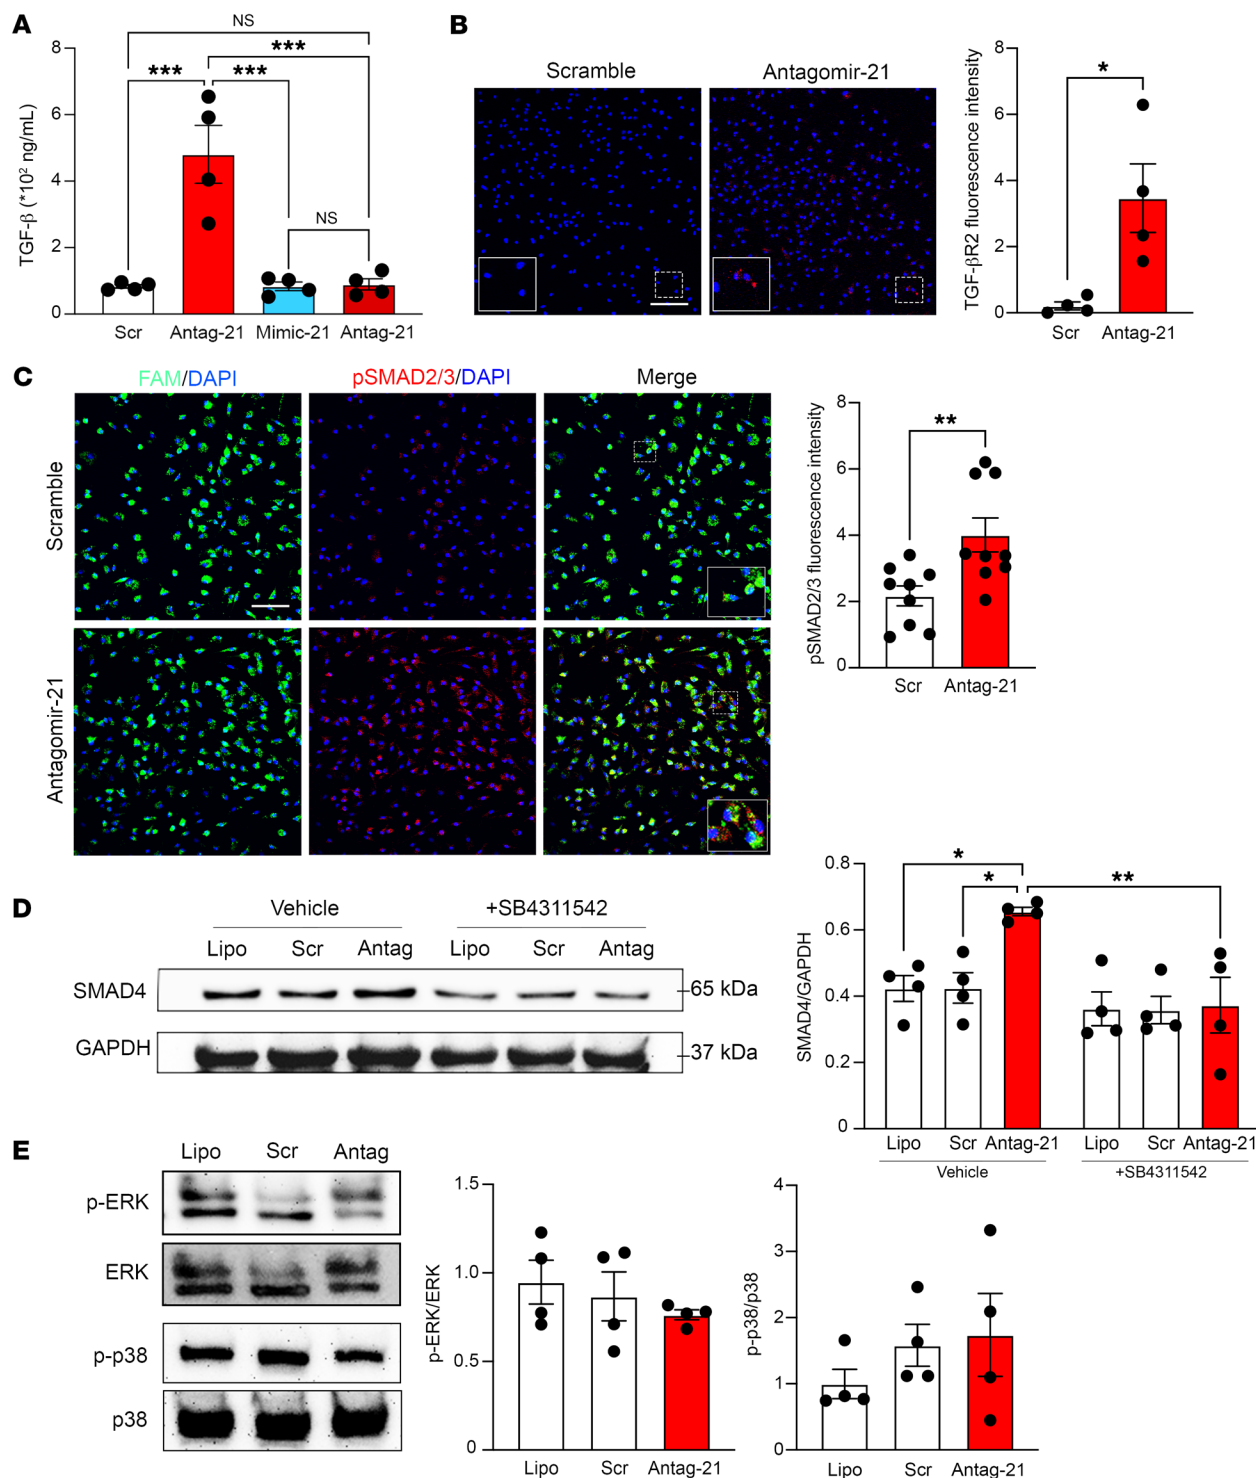 A
TGF-β (*10² ng/mL)
8
6
4
2
0
NS
***
***
***
NS
Scr
Antag-21
Mimic-21
Antag-21
B
Scramble
Antagomir-21
TGF-βR2 fluorescence intensity
8
6
4
2
0
*
Scr
Antag-21
C
FAM/DAPI
pSMAD2/3/DAPI
Merge
Scramble
Antagomir-21
pSMAD2/3 fluorescence intensity
8
6
4
2
0
**
Scr
Antag-21
D
Vehicle
+SB4311542
Lipo
Scr
Antag
Lipo
Scr
Antag
SMAD4
65 kDa
GAPDH
37 kDa
SMAD4/GAPDH
0.8
0.6
0.4
0.2
0
*
*
**
Lipo
Scr
Antag-21
Lipo
Scr
Antag-21
Vehicle
+SB4311542
E
Lipo
Scr
Antag
p-ERK
ERK
p-p38
p38
p-ERK/ERK
1.5
1.0
0.5
0
Lipo
Scr
Antag-21
p-p38/p38
4
3
2
1
0
Lipo
Scr
Antag-21